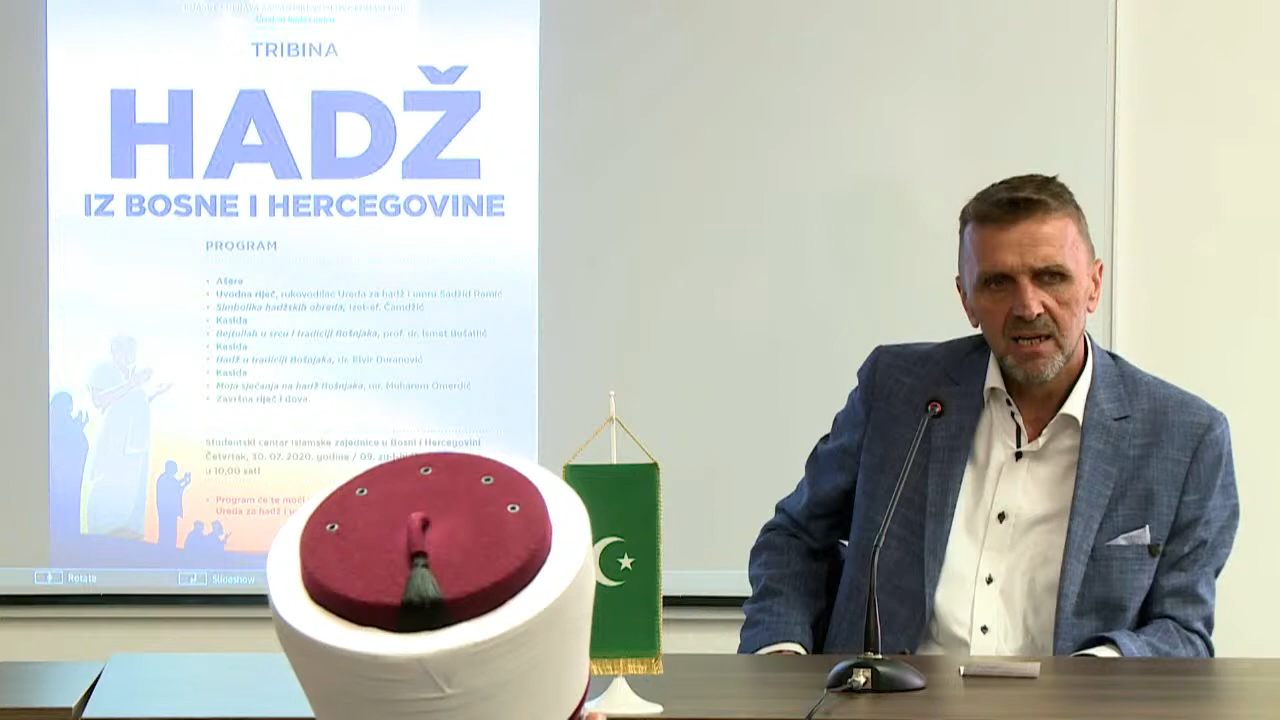 TRIBINA
HADŽ
IZ BOSNE I HERCEGOVINE
PROGRAM
• Ašere
• Uvodna riječ, rukovodilac Ureda za hadž i umru Sadžid Ramić
• Simbolika hadžskih obreda, Izet-ef. Čamdžić
• Kasida
• Bejtullah u srcu i tradiciji Bošnjaka, prof. dr. Ismet Bušatlić
• Kasida
• Hadž u tradiciji Bošnjaka, dr. Elvir Duranović
• Kasida
• Moja sjećanja na hadž Bošnjaka, mr. Muharem Omerdić
• Završna riječ i dova.
Studentski centar Islamske zajednice u Bosni i Hercegovini
Četvrtak, 30. 07. 2020. godine / 09.
u 10,00 sati
• Program će te moći
Ureda za hadž i
Rotate
Slideshow